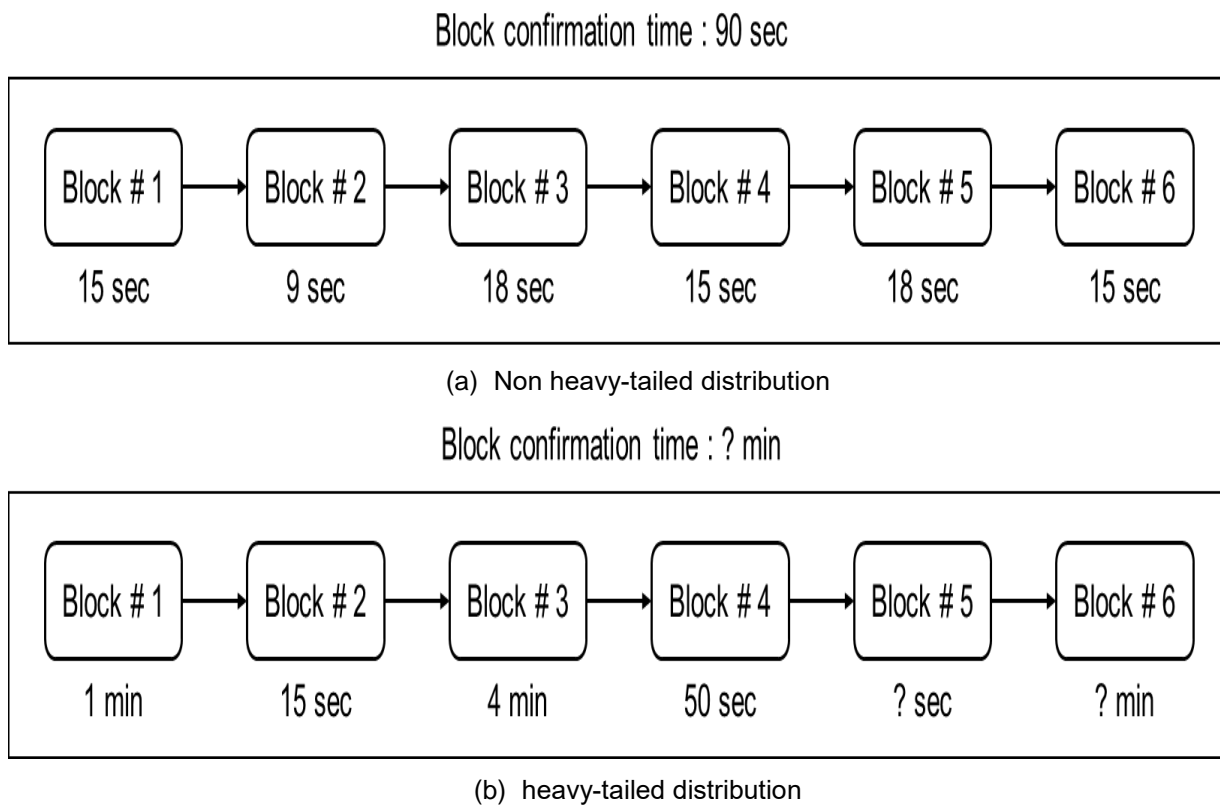 Block confirmation time : 90 sec
Block # 1 Block # 2 Block # 3 Block # 4 Block # 5 Block # 6
15 sec 9 sec 18 sec 15 sec 18 sec 15 sec
(a) Non heavy-tailed distribution
Block confirmation time : ? min
Block # 1 Block # 2 Block # 3 Block # 4 Block # 5 Block # 6
1 min 15 sec 4 min 50 sec ? sec ? min
(b) heavy-tailed distribution